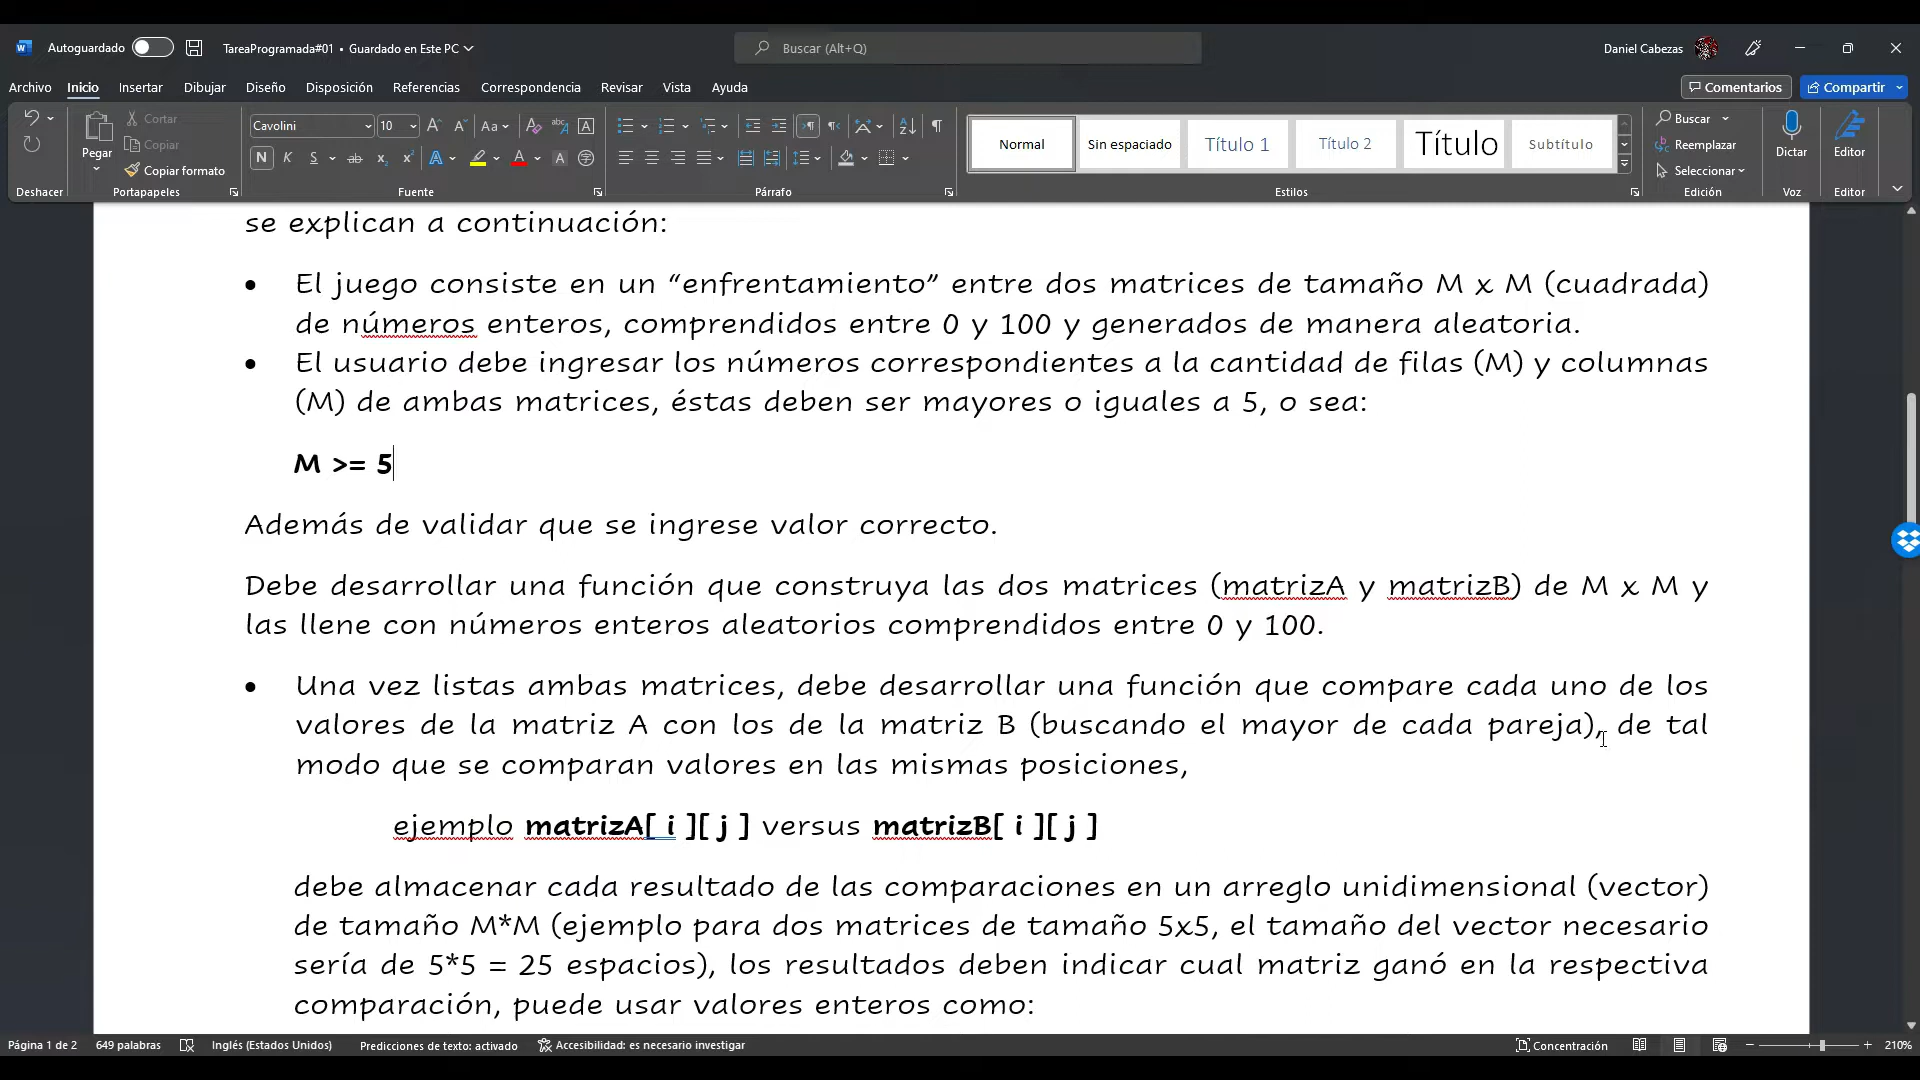 Autoguardado
TareaProgramada#01 • Guardado en Este PC
Buscar (Alt+Q)
Daniel Cabezas
Archivo Inicio Insertar Dibujar Diseño Disposición Referencias Correspondencia Revisar Vista Ayuda
Comentarios Compartir
Pegar
Cortar
Copiar
Copiar formato
Cavolini 10
Aa
N K S ab x₂ x² A A A
Normal
Sin espaciado
Título 1
Título 2
Título
Subtítulo
Buscar
Reemplazar
Seleccionar
Dictar
Editor
Deshacer Portapapeles Fuente Párrafo Estilos Edición Voz Editor
se explican a continuación:
• El juego consiste en un “enfrentamiento” entre dos matrices de tamaño M x M (cuadrada)
de números enteros, comprendidos entre 0 y 100 y generados de manera aleatoria.
• El usuario debe ingresar los números correspondientes a la cantidad de filas (M) y columnas
(M) de ambas matrices, éstas deben ser mayores o iguales a 5, o sea:
M >= 5
Además de validar que se ingrese valor correcto.
Debe desarrollar una función que construya las dos matrices (matrizA y matrizB) de M x M y
las llene con números enteros aleatorios comprendidos entre 0 y 100.
• Una vez listas ambas matrices, debe desarrollar una función que compare cada uno de los
valores de la matriz A con los de la matriz B (buscando el mayor de cada pareja), de tal
modo que se comparan valores en las mismas posiciones,
ejemplo matrizA[ i ][ j ] versus matrizB[ i ][ j ]
debe almacenar cada resultado de las comparaciones en un arreglo unidimensional (vector)
de tamaño M*M (ejemplo para dos matrices de tamaño 5x5, el tamaño del vector necesario
sería de 5*5 = 25 espacios), los resultados deben indicar cual matriz ganó en la respectiva
comparación, puede usar valores enteros como:
Página 1 de 2 649 palabras Inglés (Estados Unidos) Predicciones de texto: activado Accesibilidad: es necesario investigar
Concentración
210%